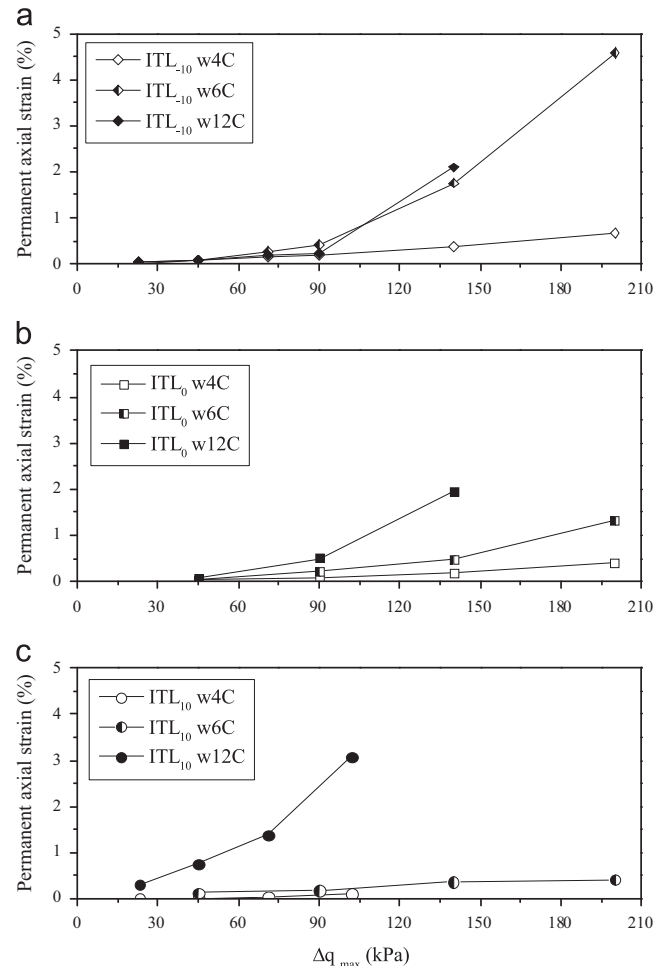 a
Permanent axial strain (%)
5
4
3
2
1
0
ITL-10 w4C
ITL-10 w6C
ITL-10 w12C
0 30 60 90 120 150 180 210
b
Permanent axial strain (%)
5
4
3
2
1
0
ITL0 w4C
ITL0 w6C
ITL0 w12C
0 30 60 90 120 150 180 210
c
Permanent axial strain (%)
5
4
3
2
1
0
ITL10 w4C
ITL10 w6C
ITL10 w12C
0 30 60 90 120 150 180 210
Δqmax (kPa)